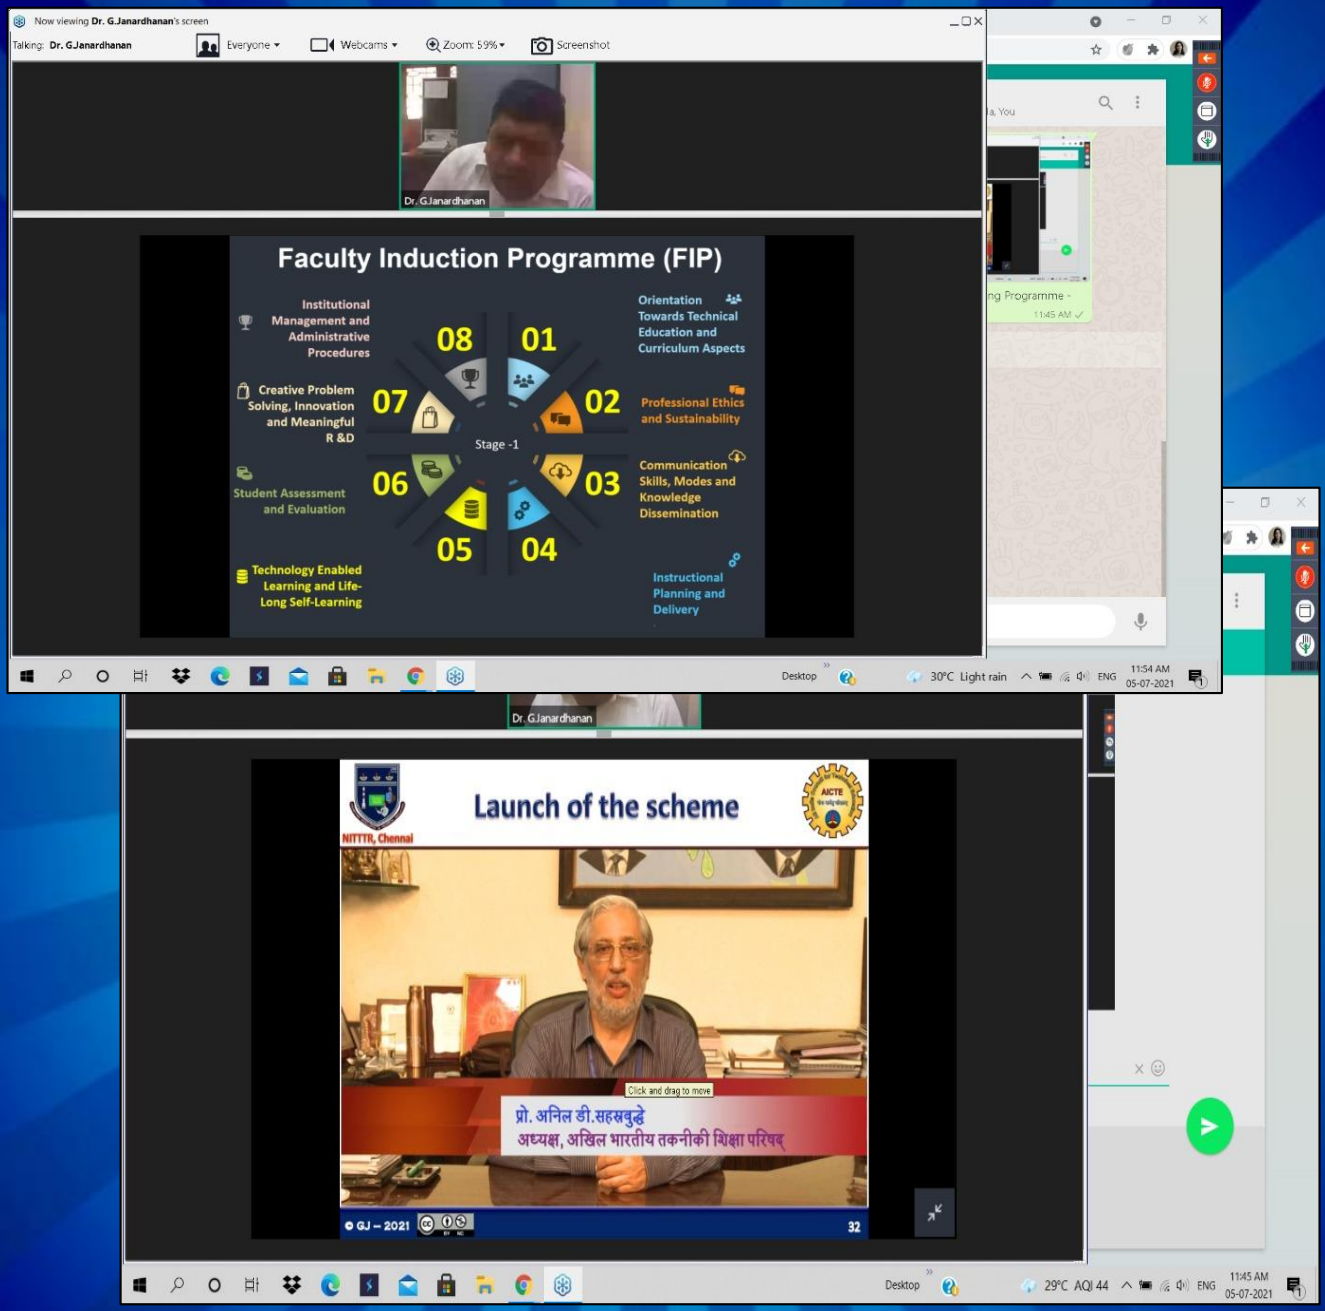 Now viewing Dr. G.Janardhanan's screen
Talking: Dr. G.Janardhanan
Everyone
Webcams
Zoom: 59%
Screenshot
la, You
Dr. G.Janardhanan
Faculty Induction Programme (FIP)
Institutional
Management and
Administrative
Procedures
08
01
Orientation
Towards Technical
Education and
Curriculum Aspects
Creative Problem
Solving, Innovation
and Meaningful
R &D
07
02
Professional Ethics
and Sustainability
Stage -1
Student Assessment
and Evaluation
06
03
Communication
Skills, Modes and
Knowledge
Dissemination
05
04
Technology Enabled
Learning and Life-
Long Self-Learning
Instructional
Planning and
Delivery
ng Programme -
11:45 AM
Desktop
30°C Light rain
ENG
11:54 AM
05-07-2021
Dr. G.Janardhanan
NITTTR, Chennai
Launch of the scheme
AICTE
Click and drag to move
प्रो. अनिल डी.सहस्रबुद्धे
अध्यक्ष, अखिल भारतीय तकनीकी शिक्षा परिषद्
© GJ – 2021
BY NC
32
Desktop
29°C AQI 44
ENG
11:45 AM
05-07-2021